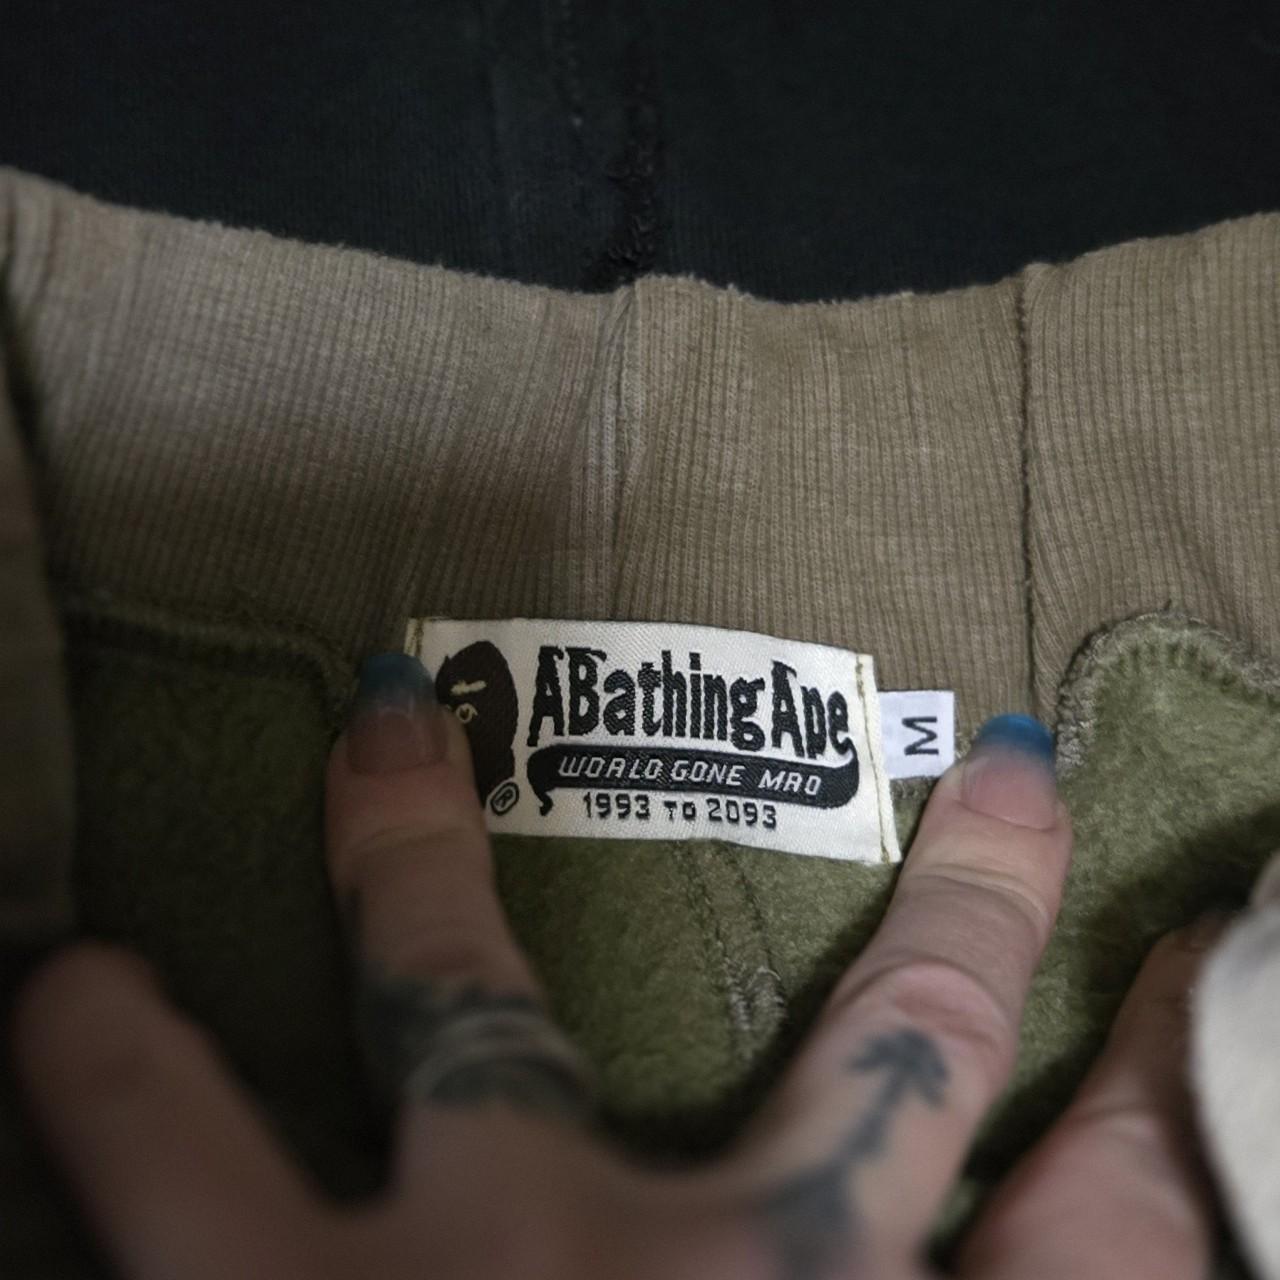 ABathingApe
WORLD GONE MAD
1993 TO 2093
®
M